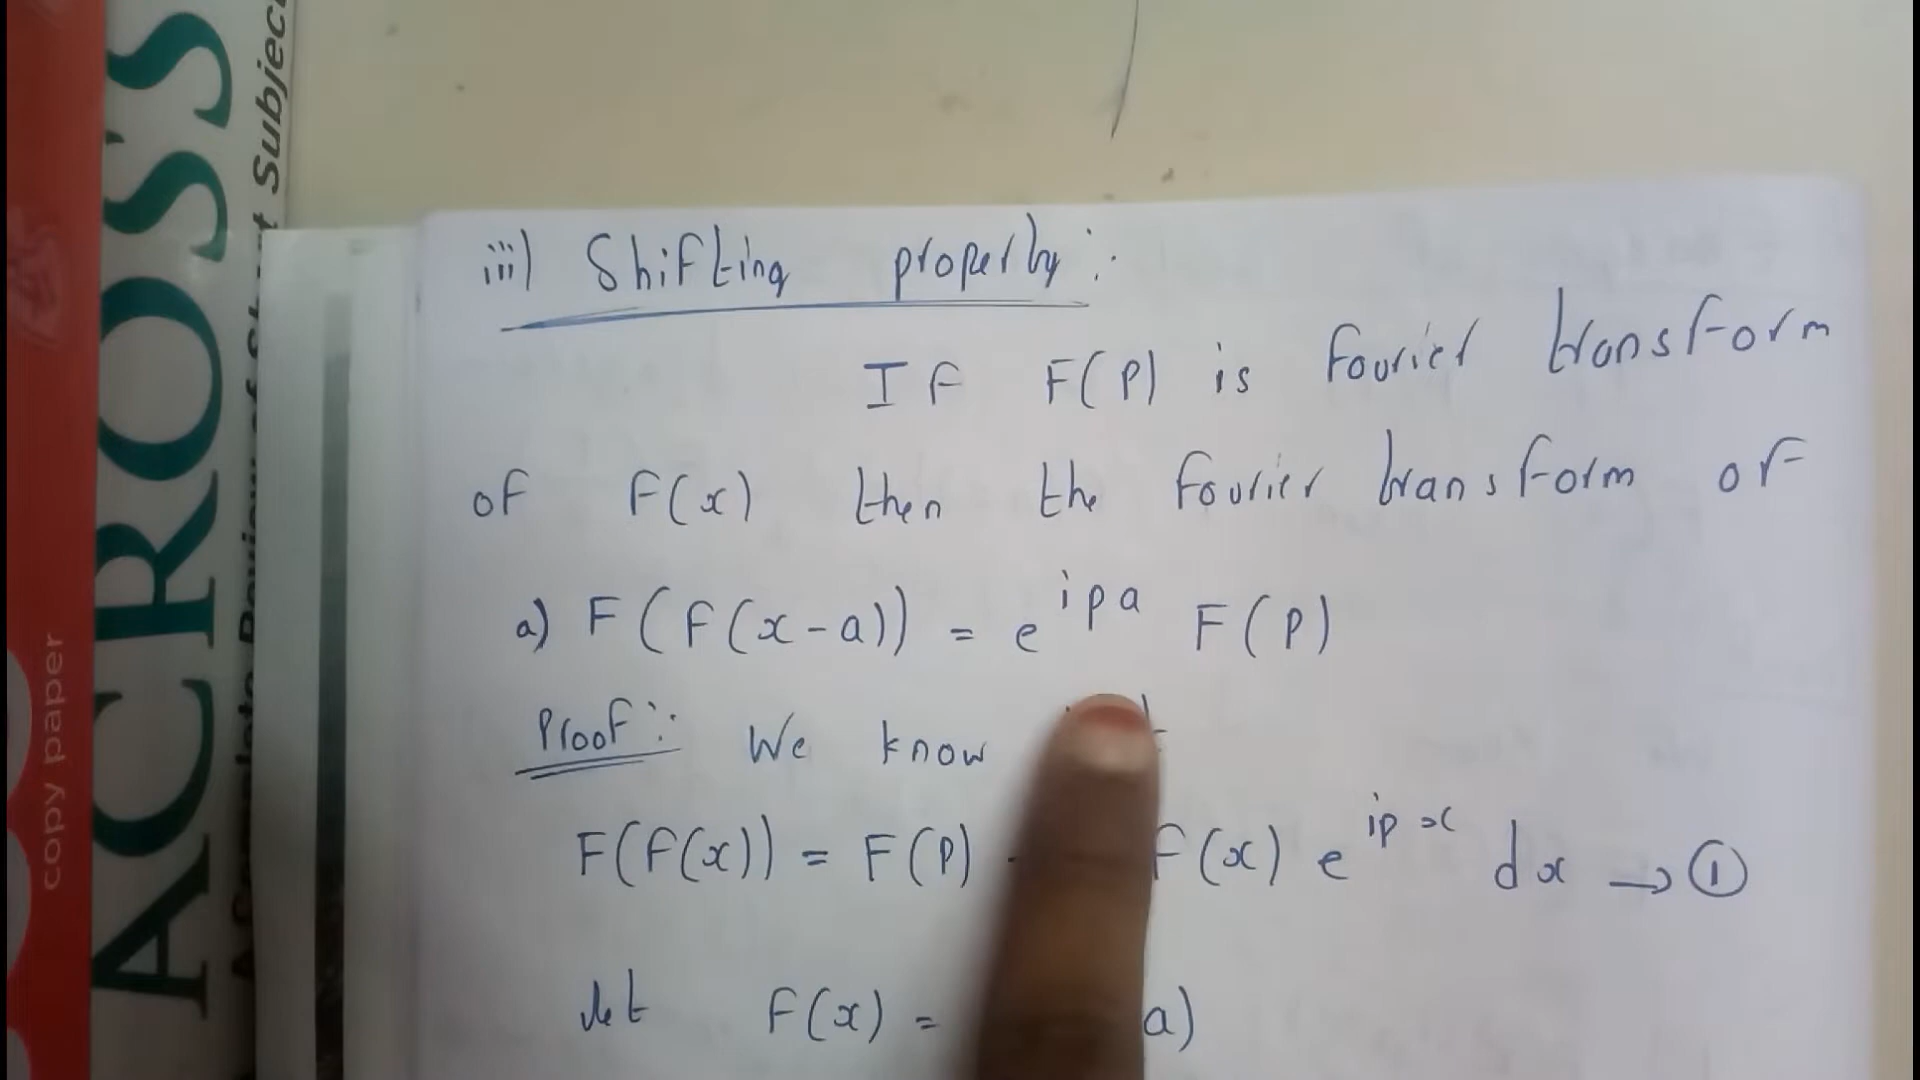 iii) Shifting property:
If F(P) is Fourier transform
of F(x) then the Fourier transform of
a) F(F(x-a)) = e^ipa F(P)
Proof: We know
F(F(x)) = F(P) F(x) e^ipx dx → ①
let F(x) = a)
ACROSS
copy paper
Subject